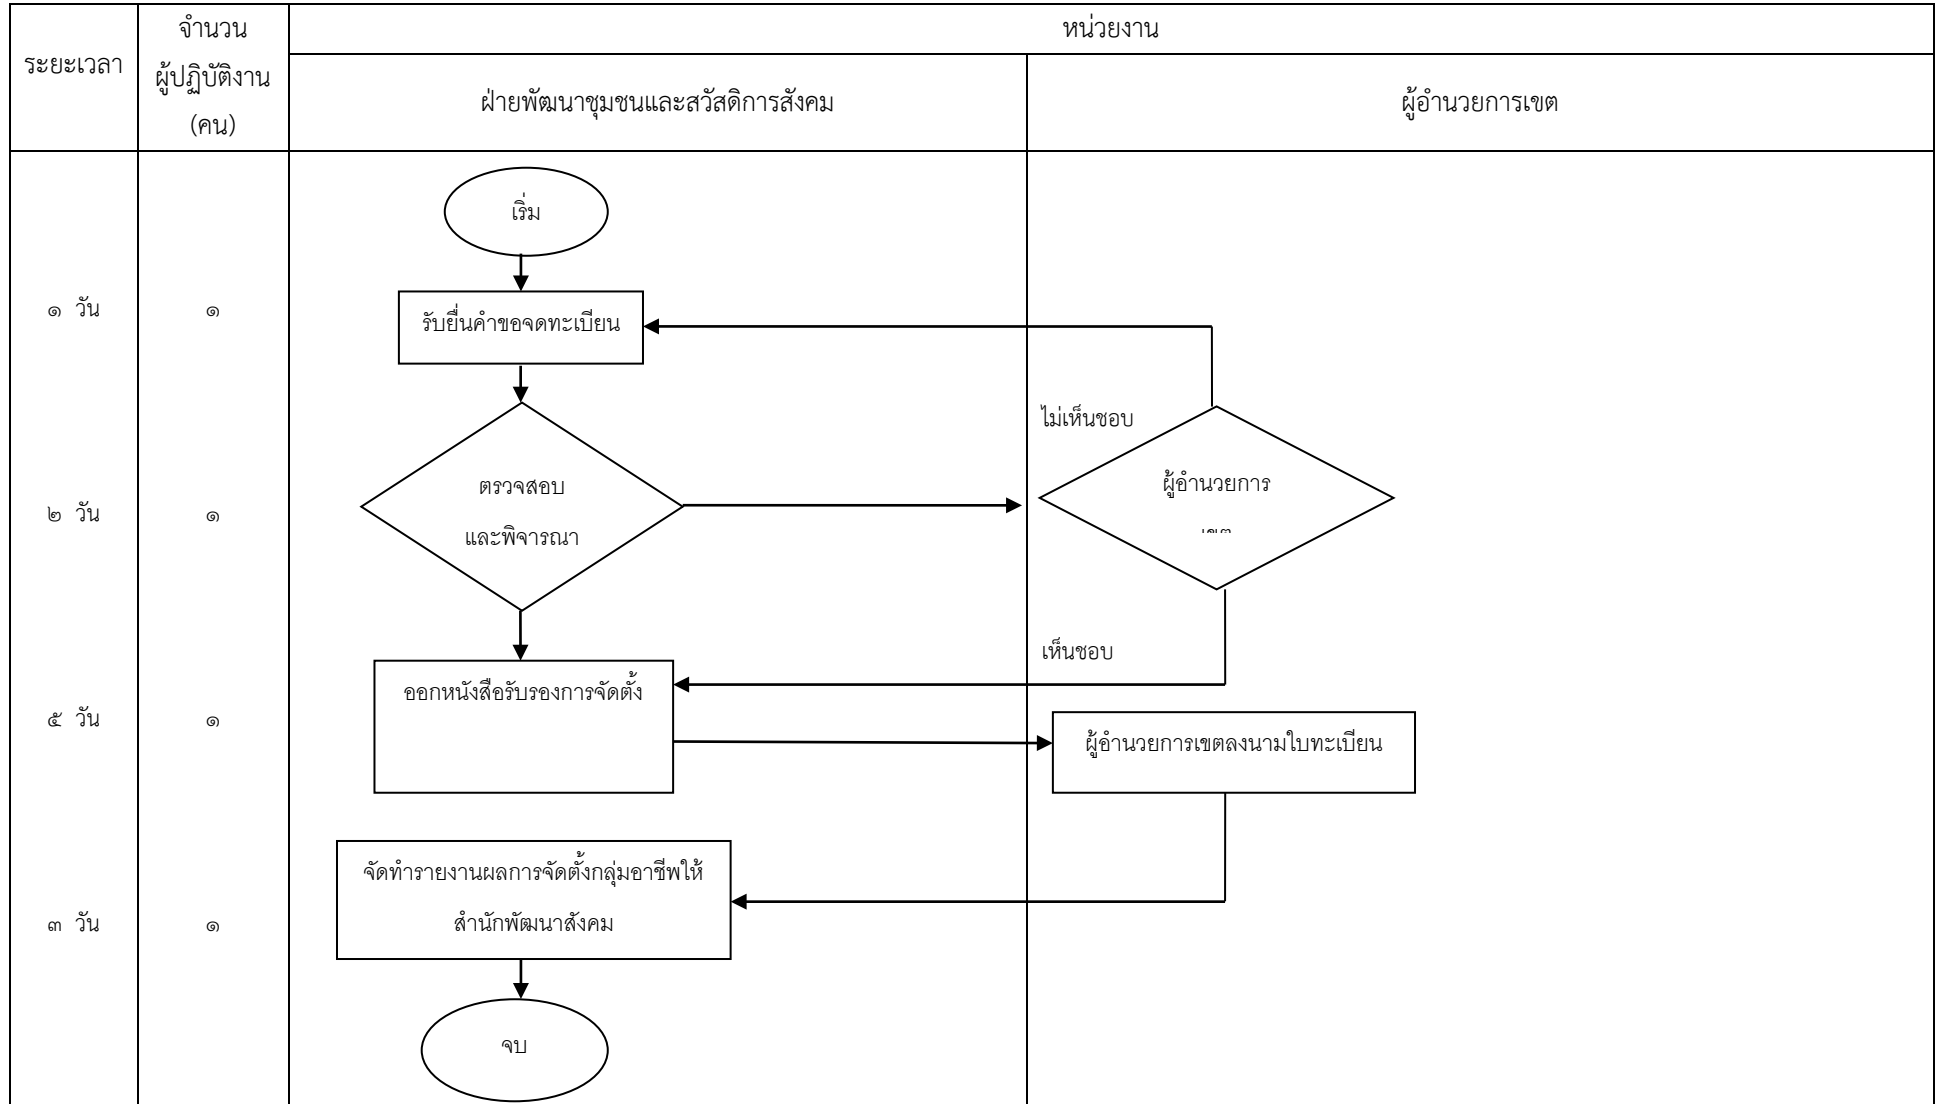 ระยะเวลา
จำนวน
ผู้ปฏิบัติงาน
(คน)
หน่วยงาน
ฝ่ายพัฒนาชุมชนและสวัสดิการสังคม
ผู้อำนวยการเขต
เริ่ม
๑ วัน
๑
รับยื่นคำขอจดทะเบียน
ไม่เห็นชอบ
๒ วัน
๑
ตรวจสอบ
และพิจารณา
ผู้อำนวยการ
เห็นชอบ
๕ วัน
๑
ออกหนังสือรับรองการจัดตั้ง
ผู้อำนวยการเขตลงนามใบทะเบียน
๓ วัน
๑
จัดทำรายงานผลการจัดตั้งกลุ่มอาชีพให้
สำนักพัฒนาสังคม
จบ